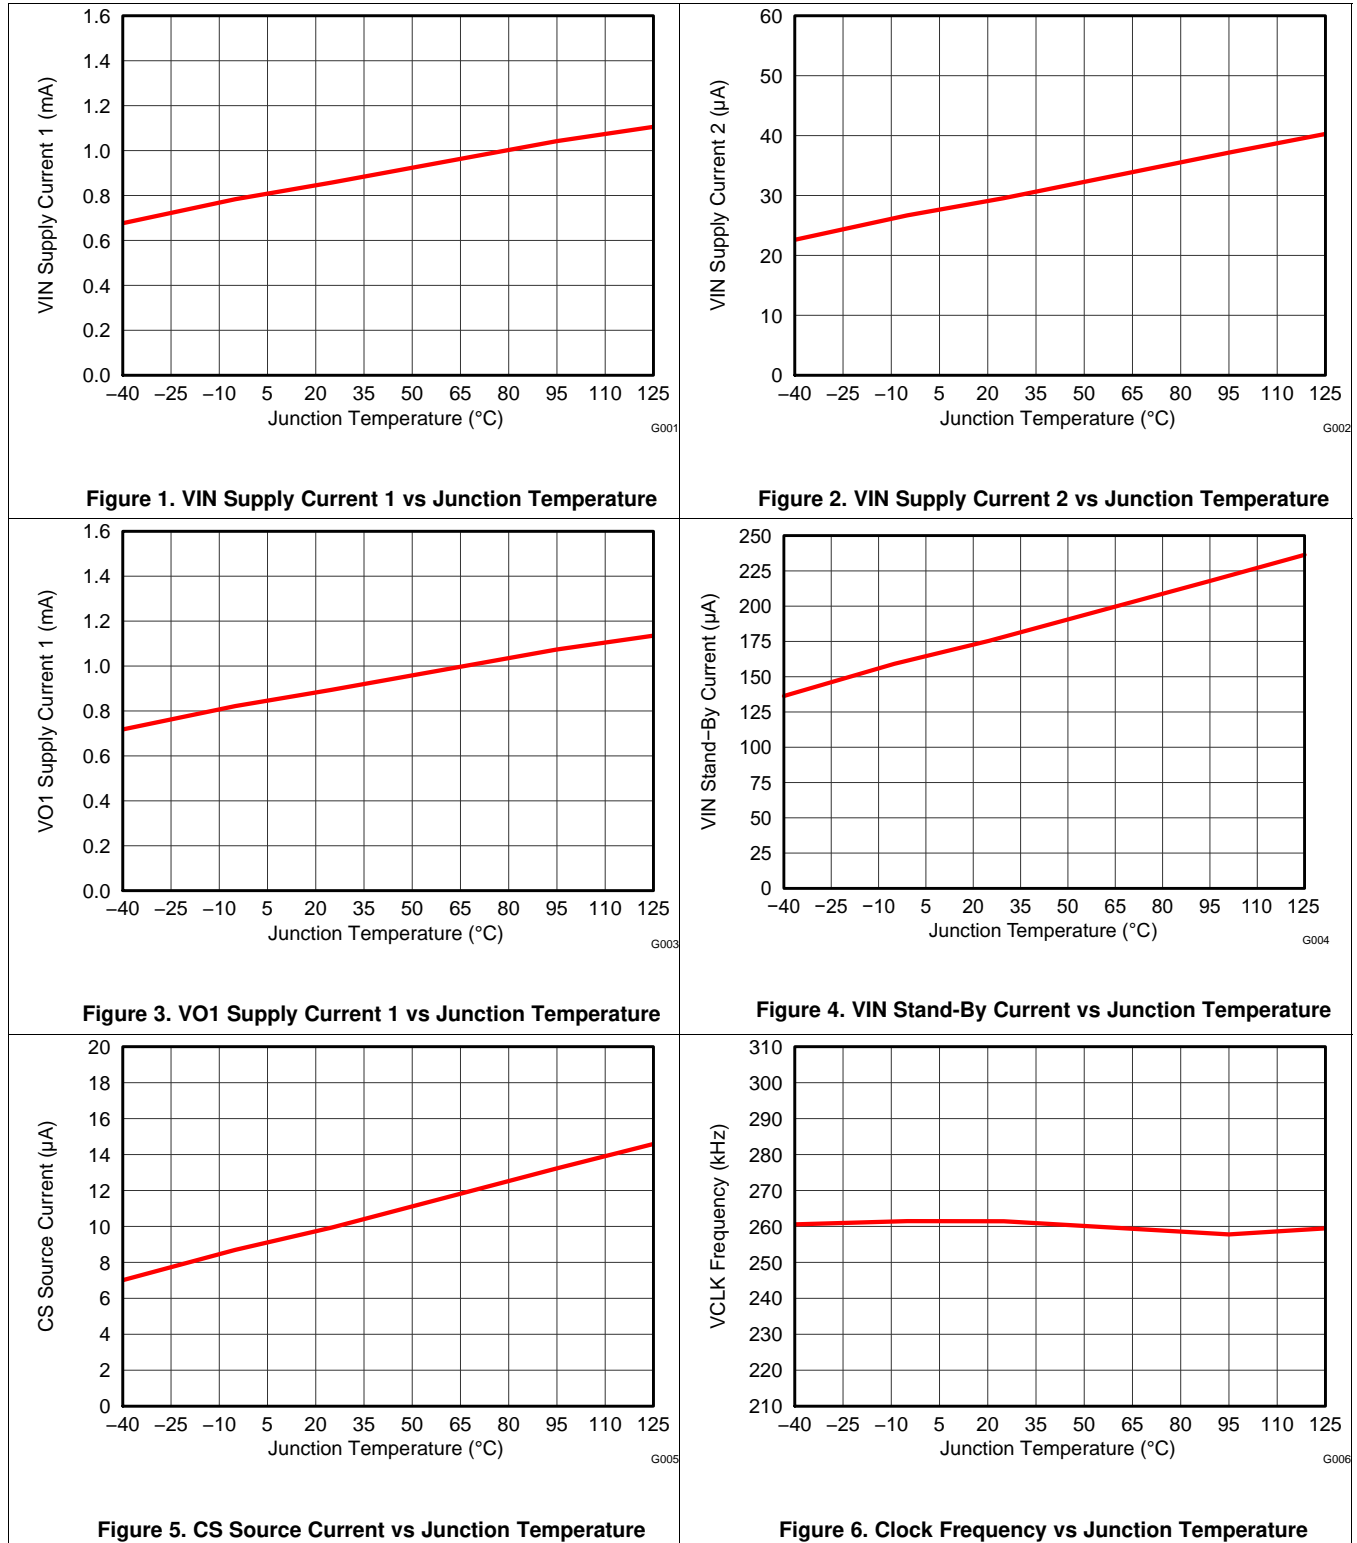 1.6
1.4
1.2
1.0
0.8
0.6
0.4
0.2
0.0
VIN Supply Current 1 (mA)
−40 −25 −10 5 20 35 50 65 80 95 110 125
Junction Temperature (°C)
G001
Figure 1. VIN Supply Current 1 vs Junction Temperature
60
50
40
30
20
10
0
VIN Supply Current 2 (µA)
−40 −25 −10 5 20 35 50 65 80 95 110 125
Junction Temperature (°C)
G002
Figure 2. VIN Supply Current 2 vs Junction Temperature
1.6
1.4
1.2
1.0
0.8
0.6
0.4
0.2
0.0
VO1 Supply Current 1 (mA)
−40 −25 −10 5 20 35 50 65 80 95 110 125
Junction Temperature (°C)
G003
Figure 3. VO1 Supply Current 1 vs Junction Temperature
250
225
200
175
150
125
100
75
50
25
0
VIN Stand−By Current (µA)
−40 −25 −10 5 20 35 50 65 80 95 110 125
Junction Temperature (°C)
G004
Figure 4. VIN Stand-By Current vs Junction Temperature
20
18
16
14
12
10
8
6
4
2
0
CS Source Current (µA)
−40 −25 −10 5 20 35 50 65 80 95 110 125
Junction Temperature (°C)
G005
Figure 5. CS Source Current vs Junction Temperature
310
300
290
280
270
260
250
240
230
220
210
VCLK Frequency (kHz)
−40 −25 −10 5 20 35 50 65 80 95 110 125
Junction Temperature (°C)
G006
Figure 6. Clock Frequency vs Junction Temperature